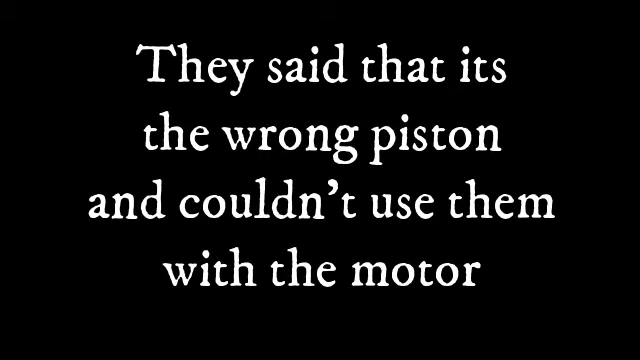 They said that its
the wrong piston
and couldn't use them
with the motor